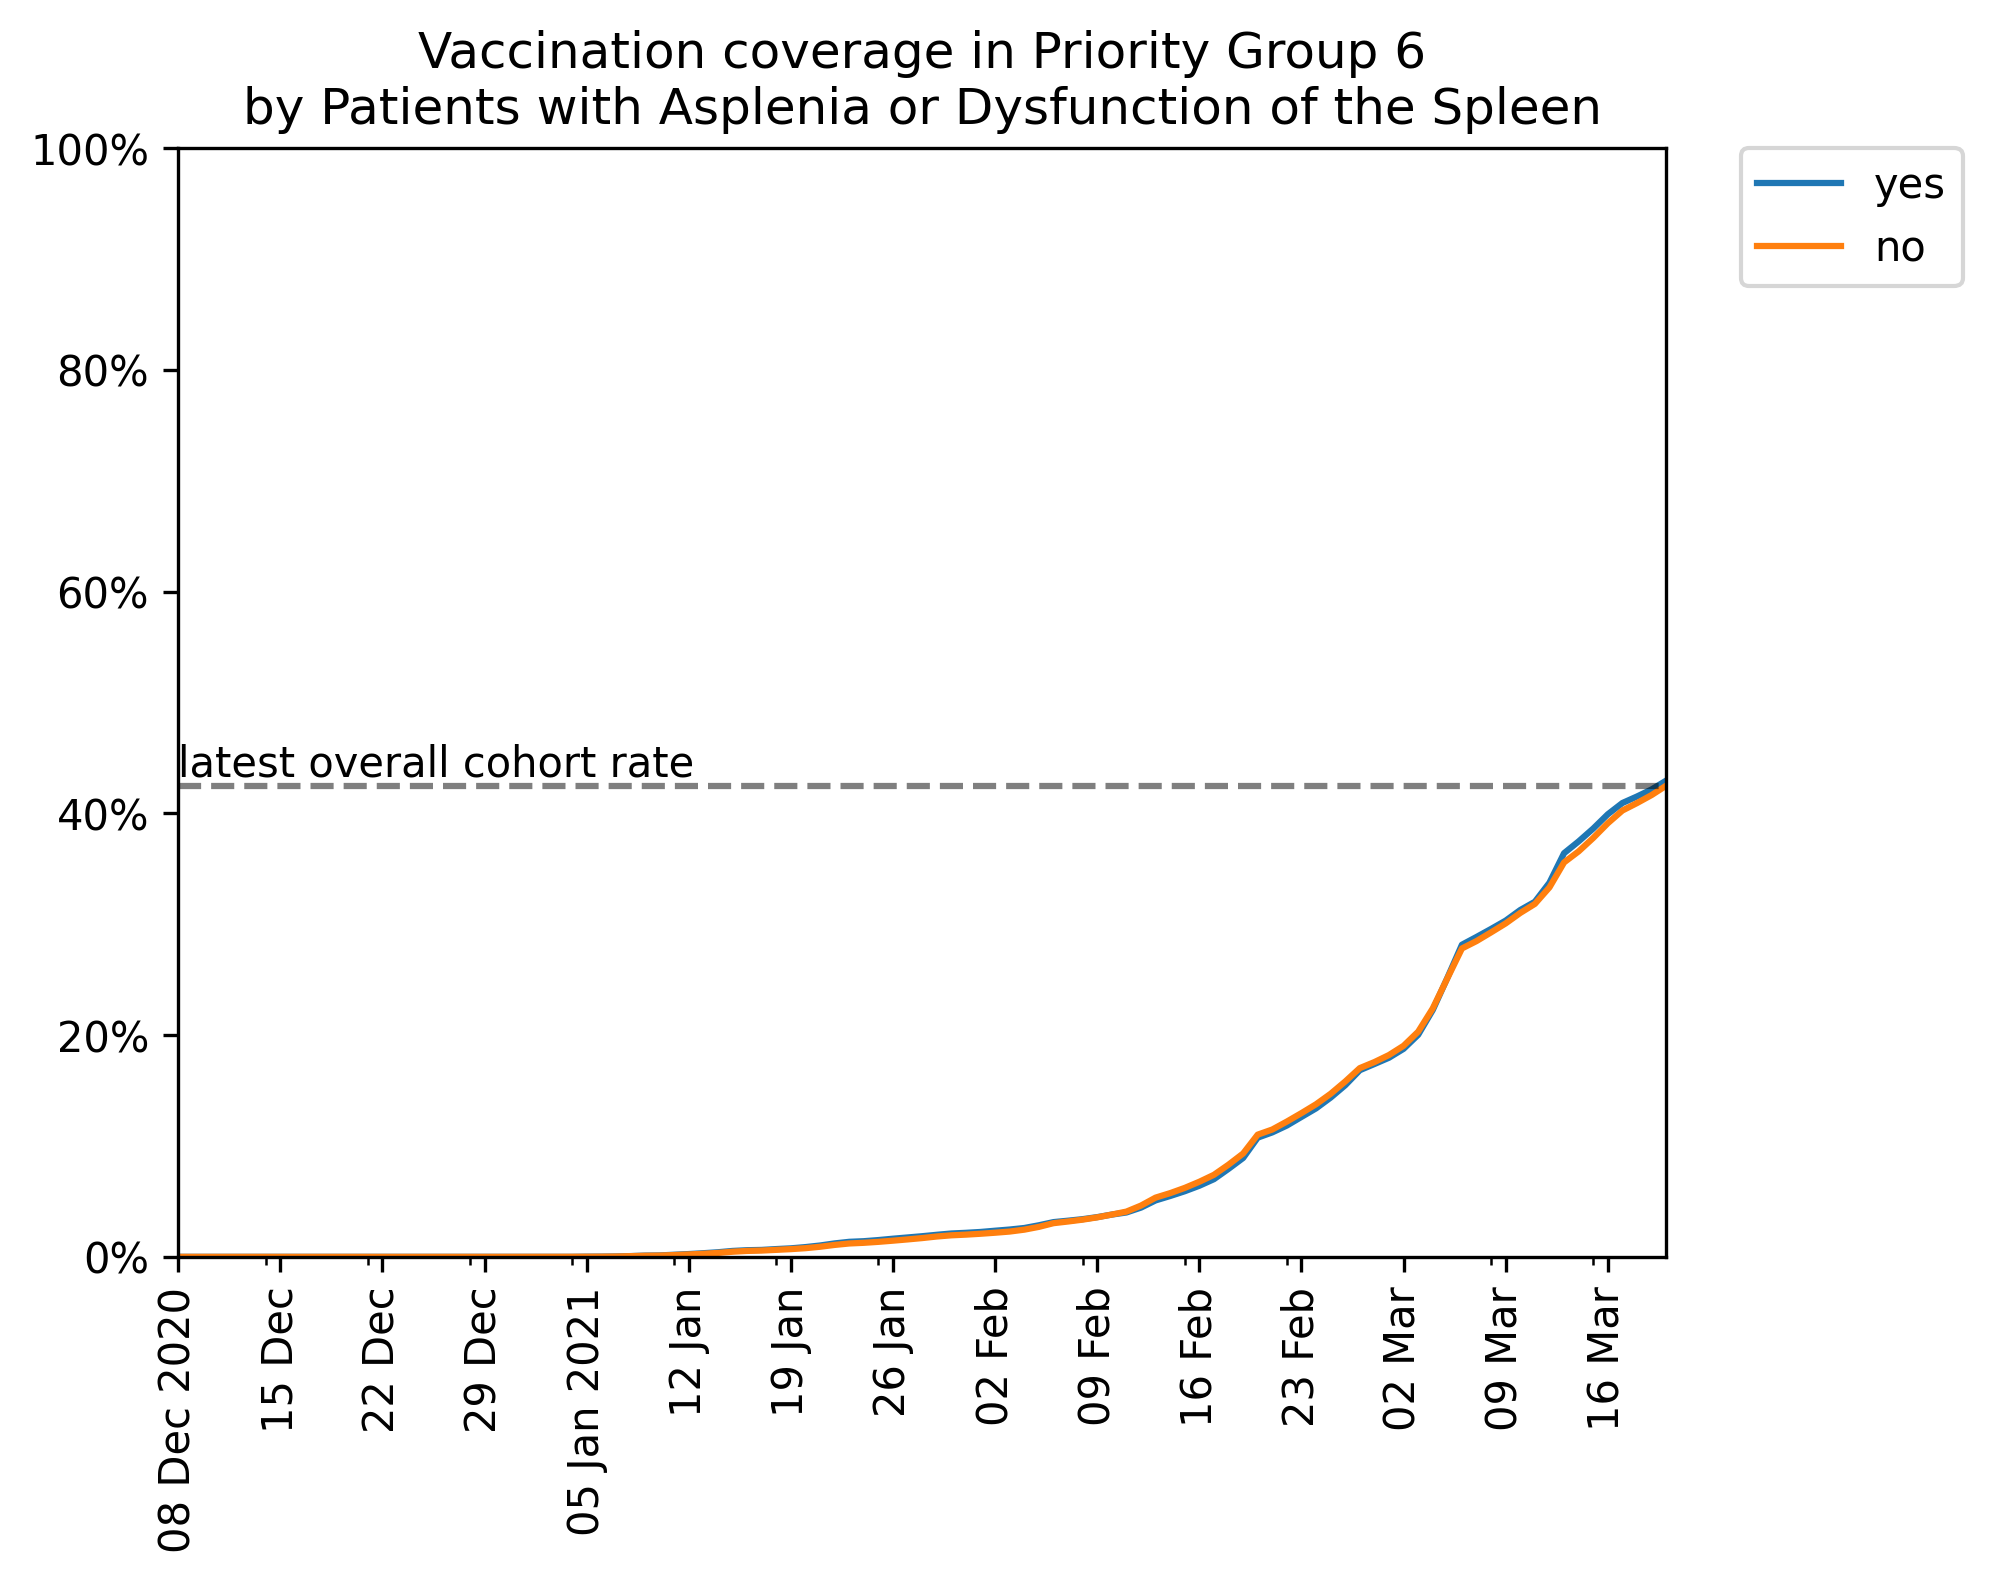 Vaccination coverage in Priority Group 6
by Patients with Asplenia or Dysfunction of the Spleen
100%
80%
60%
40%
20%
0%
latest overall cohort rate
yes
no
08 Dec 2020
15 Dec
22 Dec
29 Dec
05 Jan 2021
12 Jan
19 Jan
26 Jan
02 Feb
09 Feb
16 Feb
23 Feb
02 Mar
09 Mar
16 Mar